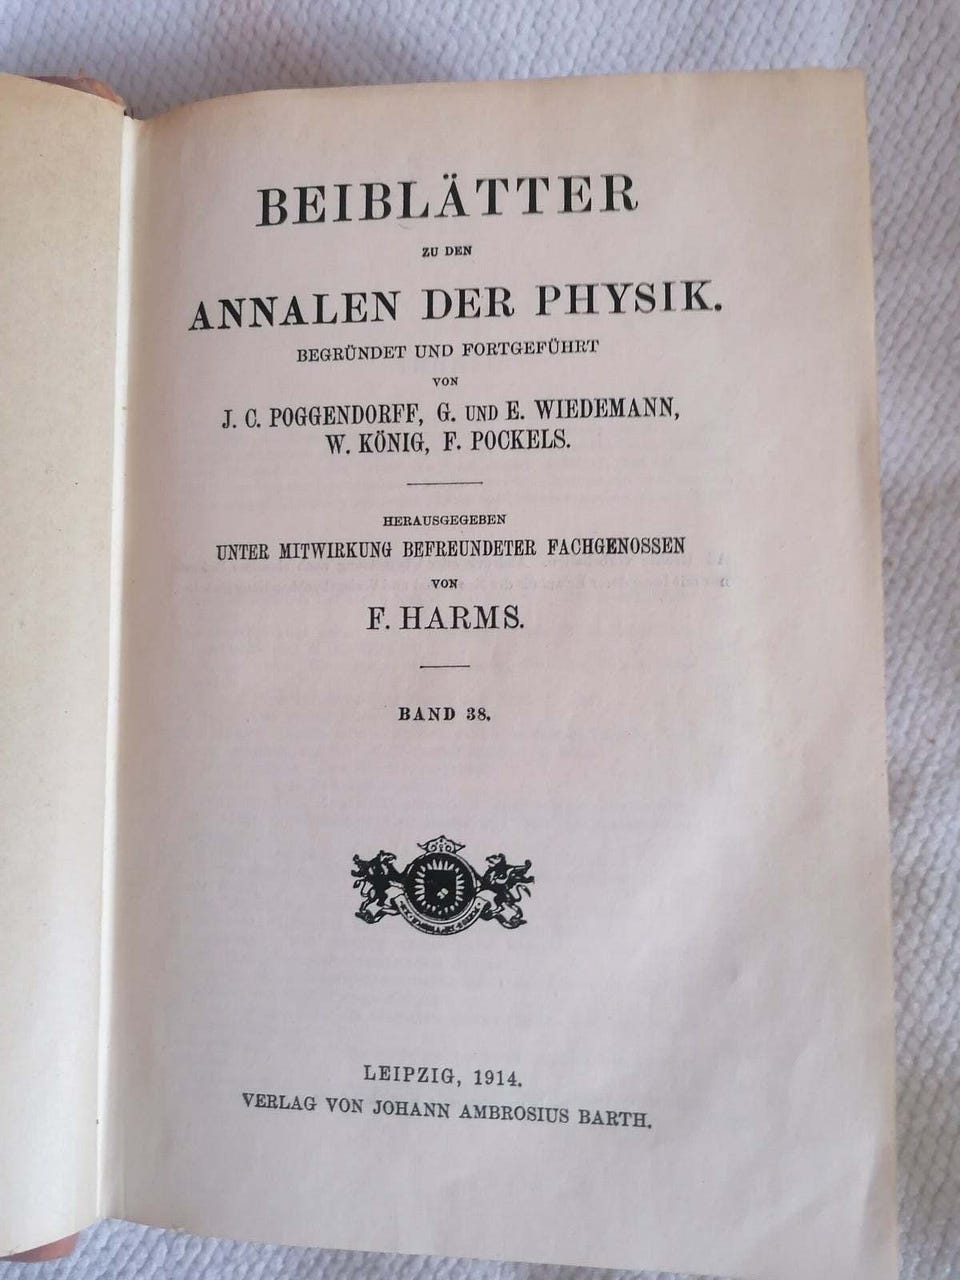 BEIBLÄTTER
ZU DEN
ANNALEN DER PHYSIK.
BEGRÜNDET UND FORTGEFÜHRT
VON
J. C. POGGENDORFF, G. UND E. WIEDEMANN,
W. KÖNIG, F. POCKELS.
HERAUSGEGEBEN
UNTER MITWIRKUNG BEFREUNDETER FACHGENOSSEN
VON
F. HARMS.
BAND 38.
LEIPZIG, 1914.
VERLAG VON JOHANN AMBROSIUS BARTH.